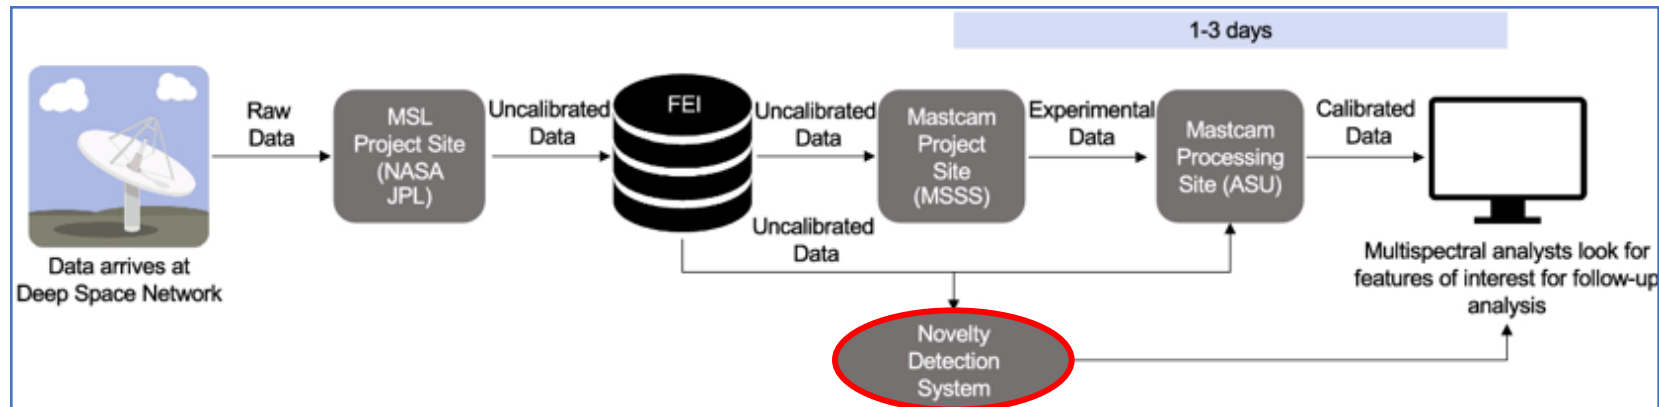 1-3 days
Raw
Data
MSL
Project Site
(NASA
JPL)
Uncalibrated
Data
FEI
Uncalibrated
Data
Mastcam
Project
Site
(MSSS)
Experimental
Data
Mastcam
Processing
Site (ASU)
Calibrated
Data
Uncalibrated
Data
Data arrives at
Deep Space Network
Multispectral analysts look for
features of interest for follow-up
analysis
Novelty
Detection
System